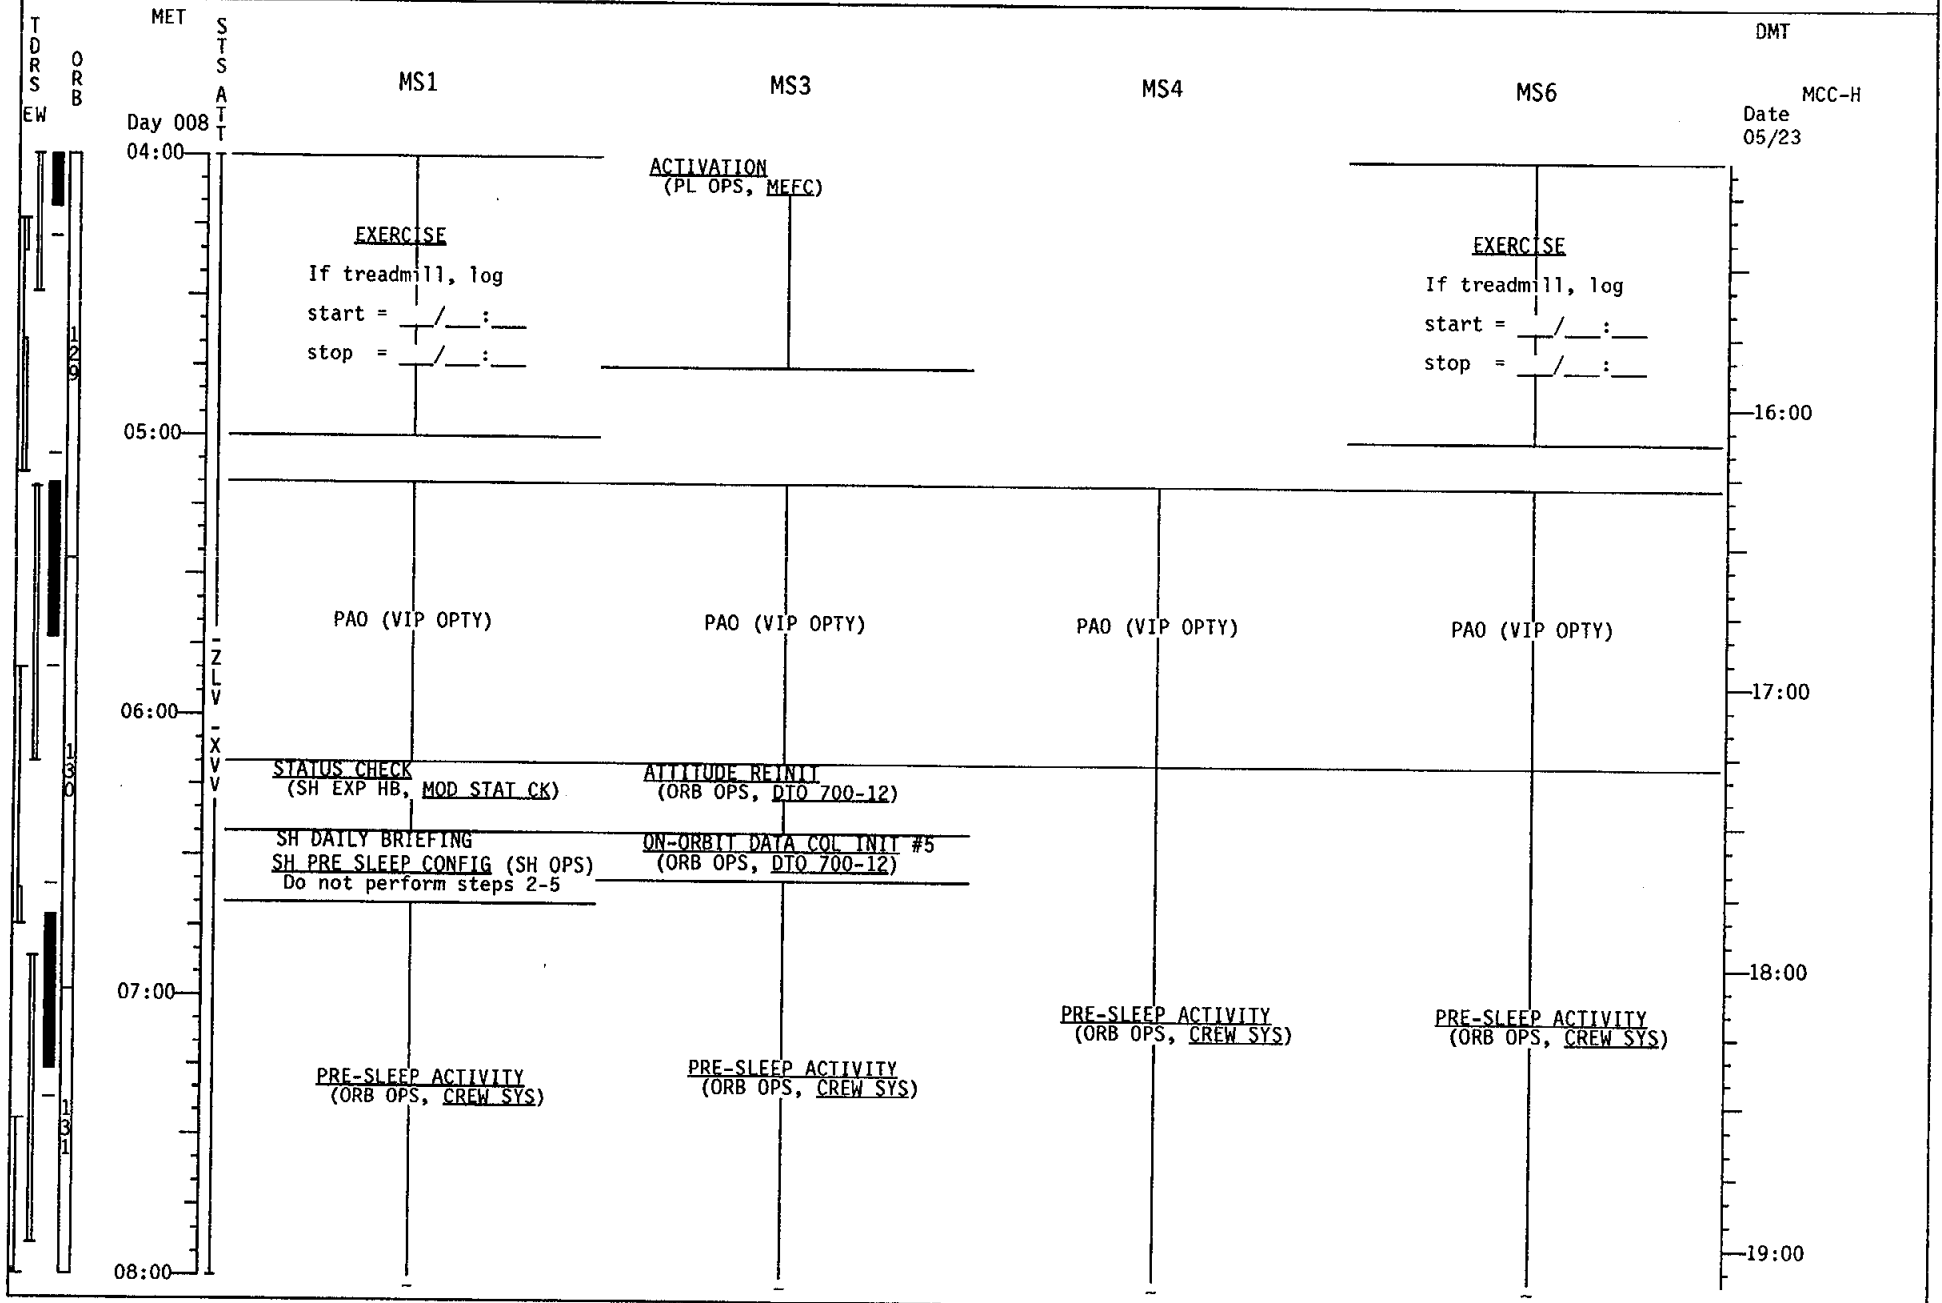 TDRS
EW
ORB
MET
STS ATT
MS1
MS3
MS4
MS6
DMT
MCC-H
Date
05/23
Day 008
04:00
ACTIVATION
(PL OPS, MEFC)
EXERCISE
If treadmill, log
start = __/__:__
stop = __/__:__
EXERCISE
If treadmill, log
start = __/__:__
stop = __/__:__
129
05:00
16:00
PAO (VIP OPTY)
PAO (VIP OPTY)
PAO (VIP OPTY)
PAO (VIP OPTY)
-ZLV
-XVV
06:00
17:00
130
STATUS CHECK
(SH EXP HB, MOD STAT CK)
ATTITUDE REINIT
(ORB OPS, DTO 700-12)
SH DAILY BRIEFING
SH PRE SLEEP CONFIG (SH OPS)
Do not perform steps 2-5
ON-ORBIT DATA COL INIT #5
(ORB OPS, DTO 700-12)
07:00
18:00
PRE-SLEEP ACTIVITY
(ORB OPS, CREW SYS)
PRE-SLEEP ACTIVITY
(ORB OPS, CREW SYS)
PRE-SLEEP ACTIVITY
(ORB OPS, CREW SYS)
PRE-SLEEP ACTIVITY
(ORB OPS, CREW SYS)
131
08:00
19:00